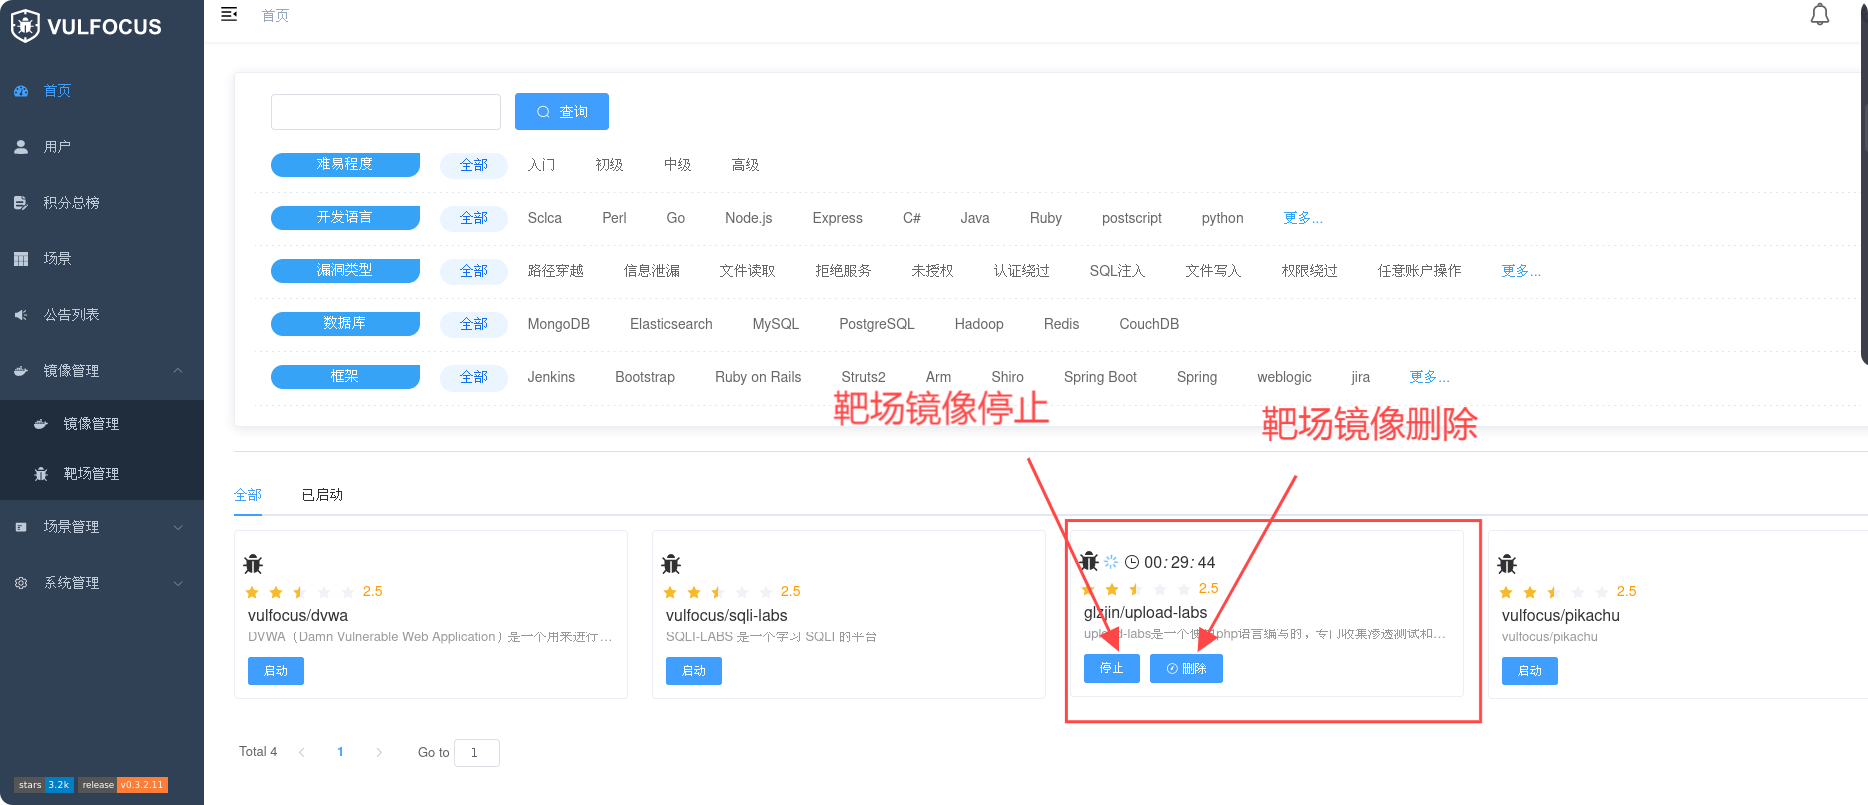 VULFOCUS
首页
首页
用户
积分总榜
场景
公告列表
镜像管理
镜像管理
靶场管理
场景管理
系统管理
stars 3.2k release v0.3.2.11
查询
难易程度 全部 入门 初级 中级 高级
开发语言 全部 Sclca Perl Go Node.js Express C# Java Ruby postscript python 更多...
漏洞类型 全部 路径穿越 信息泄漏 文件读取 拒绝服务 未授权 认证绕过 SQL注入 文件写入 权限绕过 任意账户操作 更多...
数据库 全部 MongoDB Elasticsearch MySQL PostgreSQL Hadoop Redis CouchDB
框架 全部 Jenkins Bootstrap Ruby on Rails Struts2 Arm Shiro Spring Boot Spring weblogic jira 更多...
靶场镜像停止
靶场镜像删除
全部 已启动
2.5
vulfocus/dvwa
DVWA（Damn Vulnerable Web Application）是一个用来进行...
启动
2.5
vulfocus/sqli-labs
SQLI-LABS 是一个学习 SQLI 的平台
启动
00:29:44
2.5
glzjin/upload-labs
upload-labs是一个使用php语言编写的，专门收集渗透测试和...
停止 删除
2.5
vulfocus/pikachu
vulfocus/pikachu
启动
Total 4 1 Go to 1